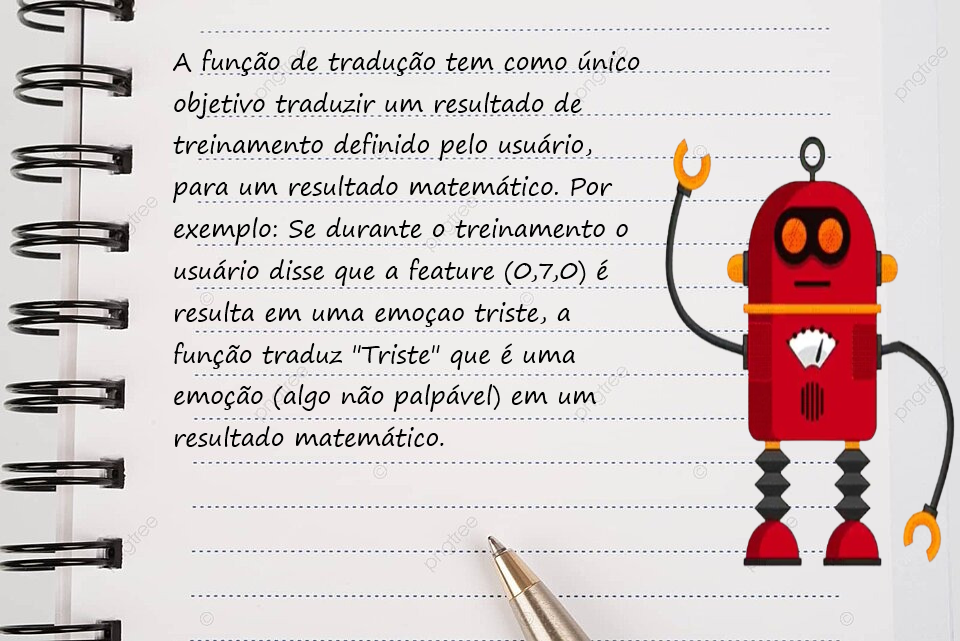 A função de tradução tem como único
objetivo traduzir um resultado de
treinamento definido pelo usuário,
para um resultado matemático. Por
exemplo: Se durante o treinamento o
usuário disse que a feature (0,7,0) é
resulta em uma emoçao triste, a
função traduz "Triste" que é uma
emoção (algo não palpável) em um
resultado matemático.
pngtree